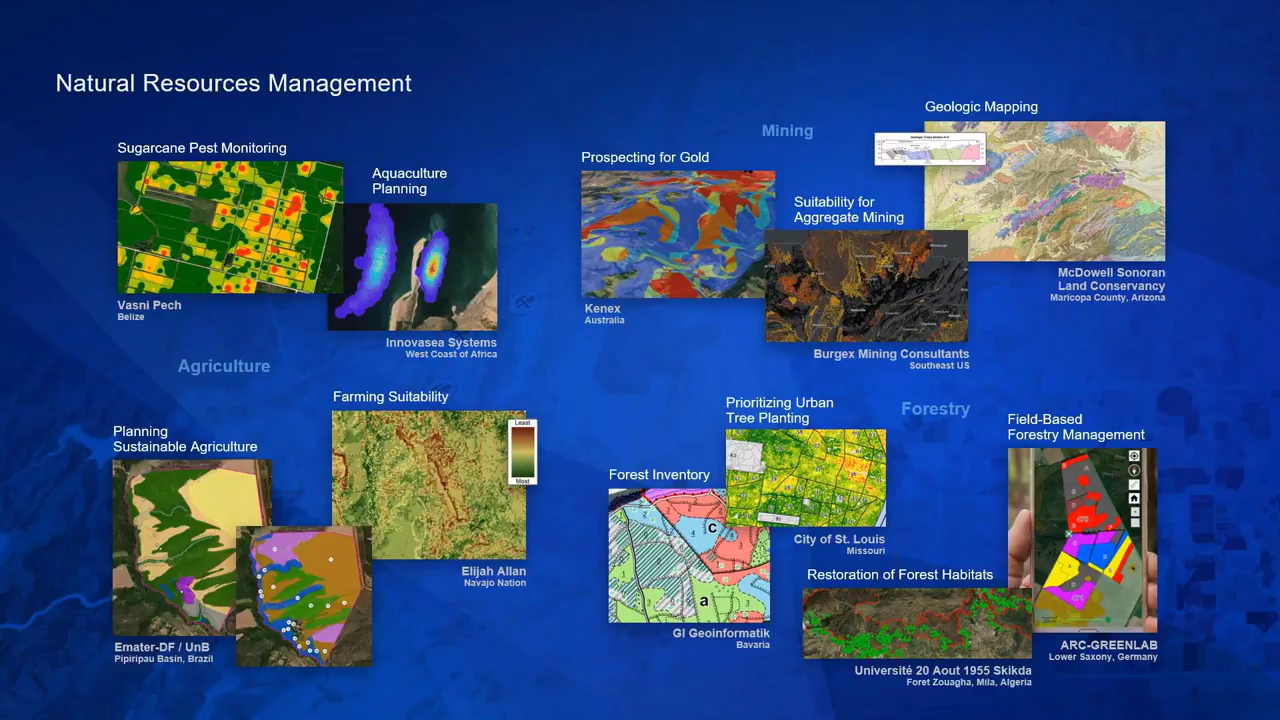 Natural Resources Management
Agriculture
Sugarcane Pest Monitoring
Vasni Pech
Belize
Aquaculture
Planning
Innovasea Systems
West Coast of Africa
Planning
Sustainable Agriculture
Emater-DF / UnB
Pipiripau Basin, Brazil
Farming Suitability
Least
Most
Elijah Allan
Navajo Nation
Mining
Prospecting for Gold
Kenex
Australia
Suitability for
Aggregate Mining
Burgex Mining Consultants
Southeast US
Geologic Mapping
McDowell Sonoran
Land Conservancy
Maricopa County, Arizona
Forestry
Forest Inventory
c
a
GI Geoinformatik
Bavaria
Prioritizing Urban
Tree Planting
City of St. Louis
Missouri
Restoration of Forest Habitats
Université 20 Aout 1955 Skikda
Foret Zouagha, Mila, Algeria
Field-Based
Forestry Management
ARC-GREENLAB
Lower Saxony, Germany